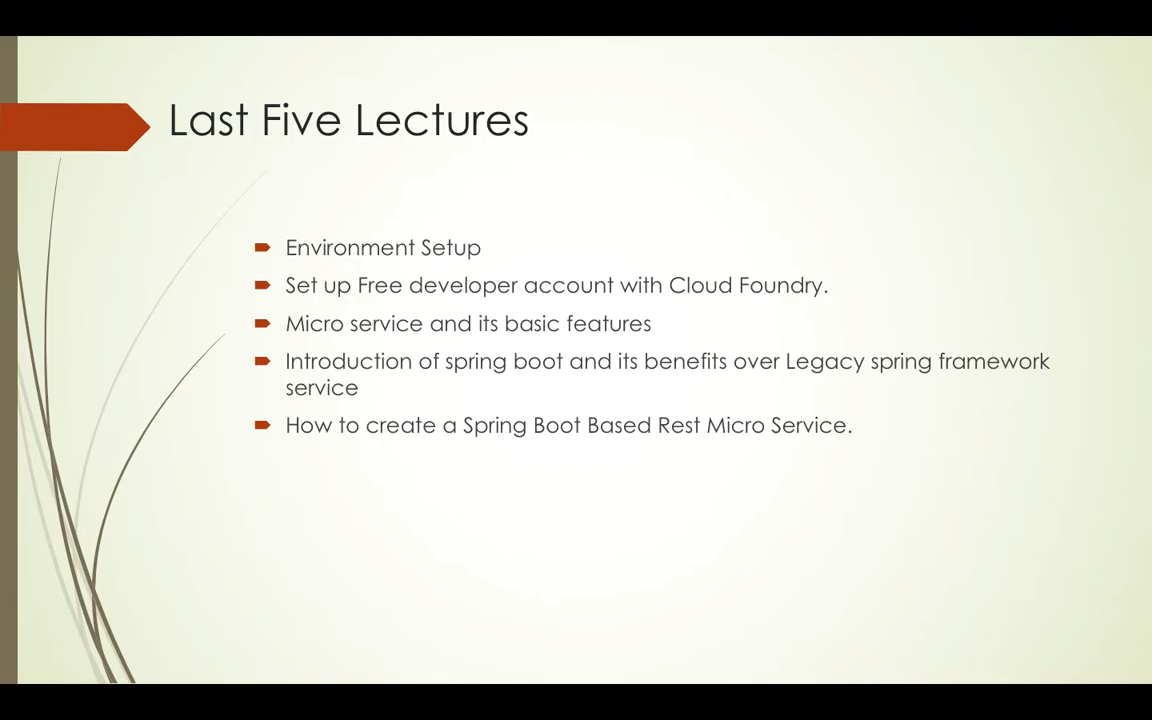 Last Five Lectures
Environment Setup
Set up Free developer account with Cloud Foundry.
Micro service and its basic features
Introduction of spring boot and its benefits over Legacy spring framework
service
How to create a Spring Boot Based Rest Micro Service.